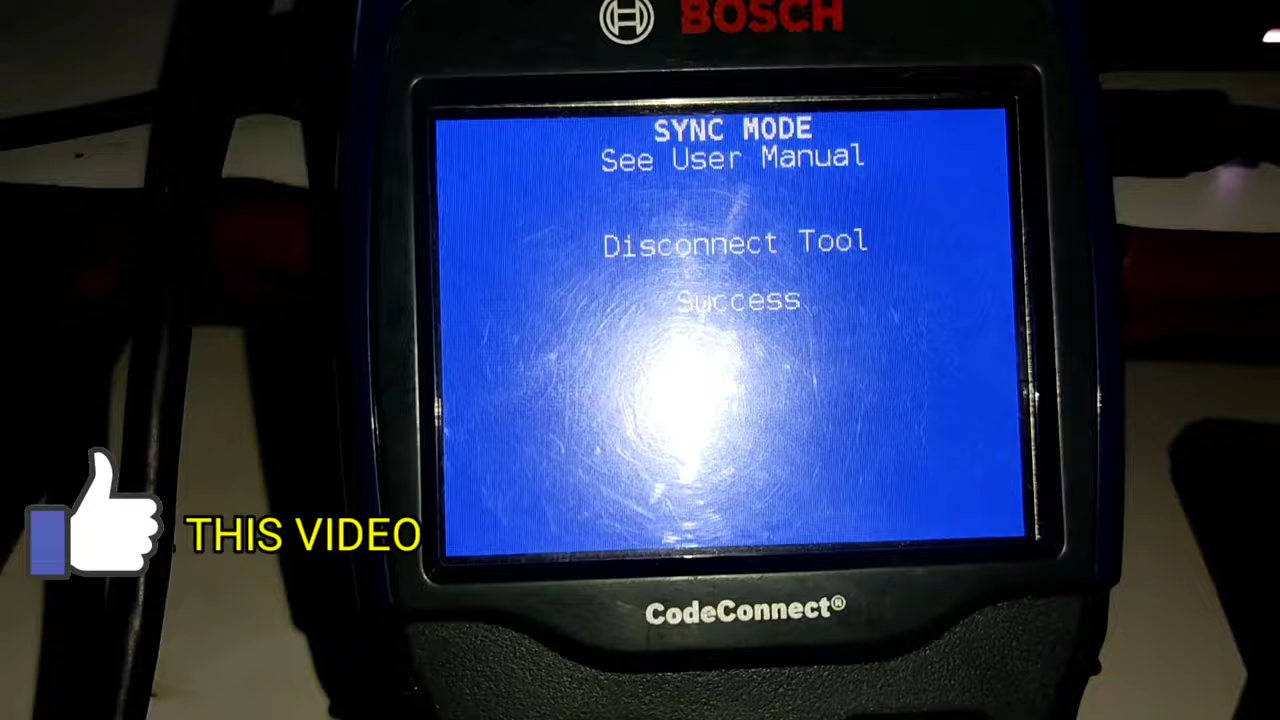 BOSCH
SYNC MODE
See User Manual
Disconnect Tool
Success
THIS VIDEO
CodeConnect®